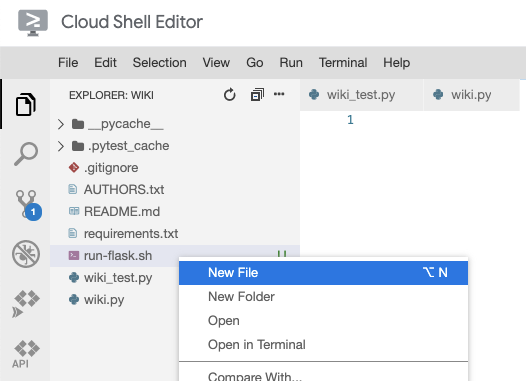 Cloud Shell Editor
File Edit Selection View Go Run Terminal Help
EXPLORER: WIKI
wiki_test.py wiki.py
1
__pycache__
.pytest_cache
.gitignore
AUTHORS.txt
README.md
requirements.txt
run-flask.sh
wiki_test.py
wiki.py
1
API
New File ⌥ N
New Folder
Open
Open in Terminal
Compare With...